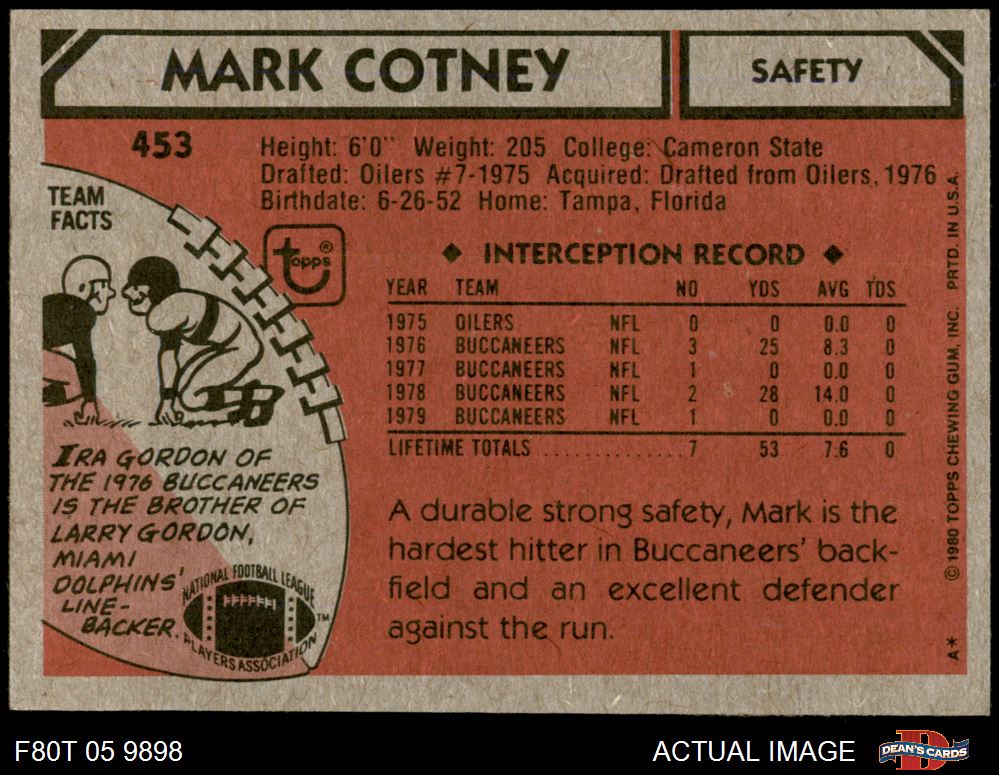 MARK COTNEY
SAFETY
453
Height: 6'0" Weight: 205 College: Cameron State
Drafted: Oilers #7-1975 Acquired: Drafted from Oilers, 1976
Birthdate: 6-26-52 Home: Tampa, Florida
TEAM
FACTS
topps ®
◆ INTERCEPTION RECORD ◆
YEAR TEAM NO YDS AVG TDS
1975 OILERS NFL 0 0 0.0 0
1976 BUCCANEERS NFL 3 25 8.3 0
1977 BUCCANEERS NFL 1 0 0.0 0
1978 BUCCANEERS NFL 2 28 14.0 0
1979 BUCCANEERS NFL 1 0 0.0 0
LIFETIME TOTALS .............. 7 53 7.6 0
IRA GORDON OF
THE 1976 BUCCANEERS
IS THE BROTHER OF
LARRY GORDON,
MIAMI
DOLPHINS'
LINE-
BACKER.
NATIONAL FOOTBALL LEAGUE
PLAYERS ASSOCIATION
TM
A durable strong safety, Mark is the
hardest hitter in Buccaneers' back-
field and an excellent defender
against the run.
A* © 1980 TOPPS CHEWING GUM, INC. PRTD. IN U.S.A.
F80T 05 9898
ACTUAL IMAGE
D
DEAN'S CARDS